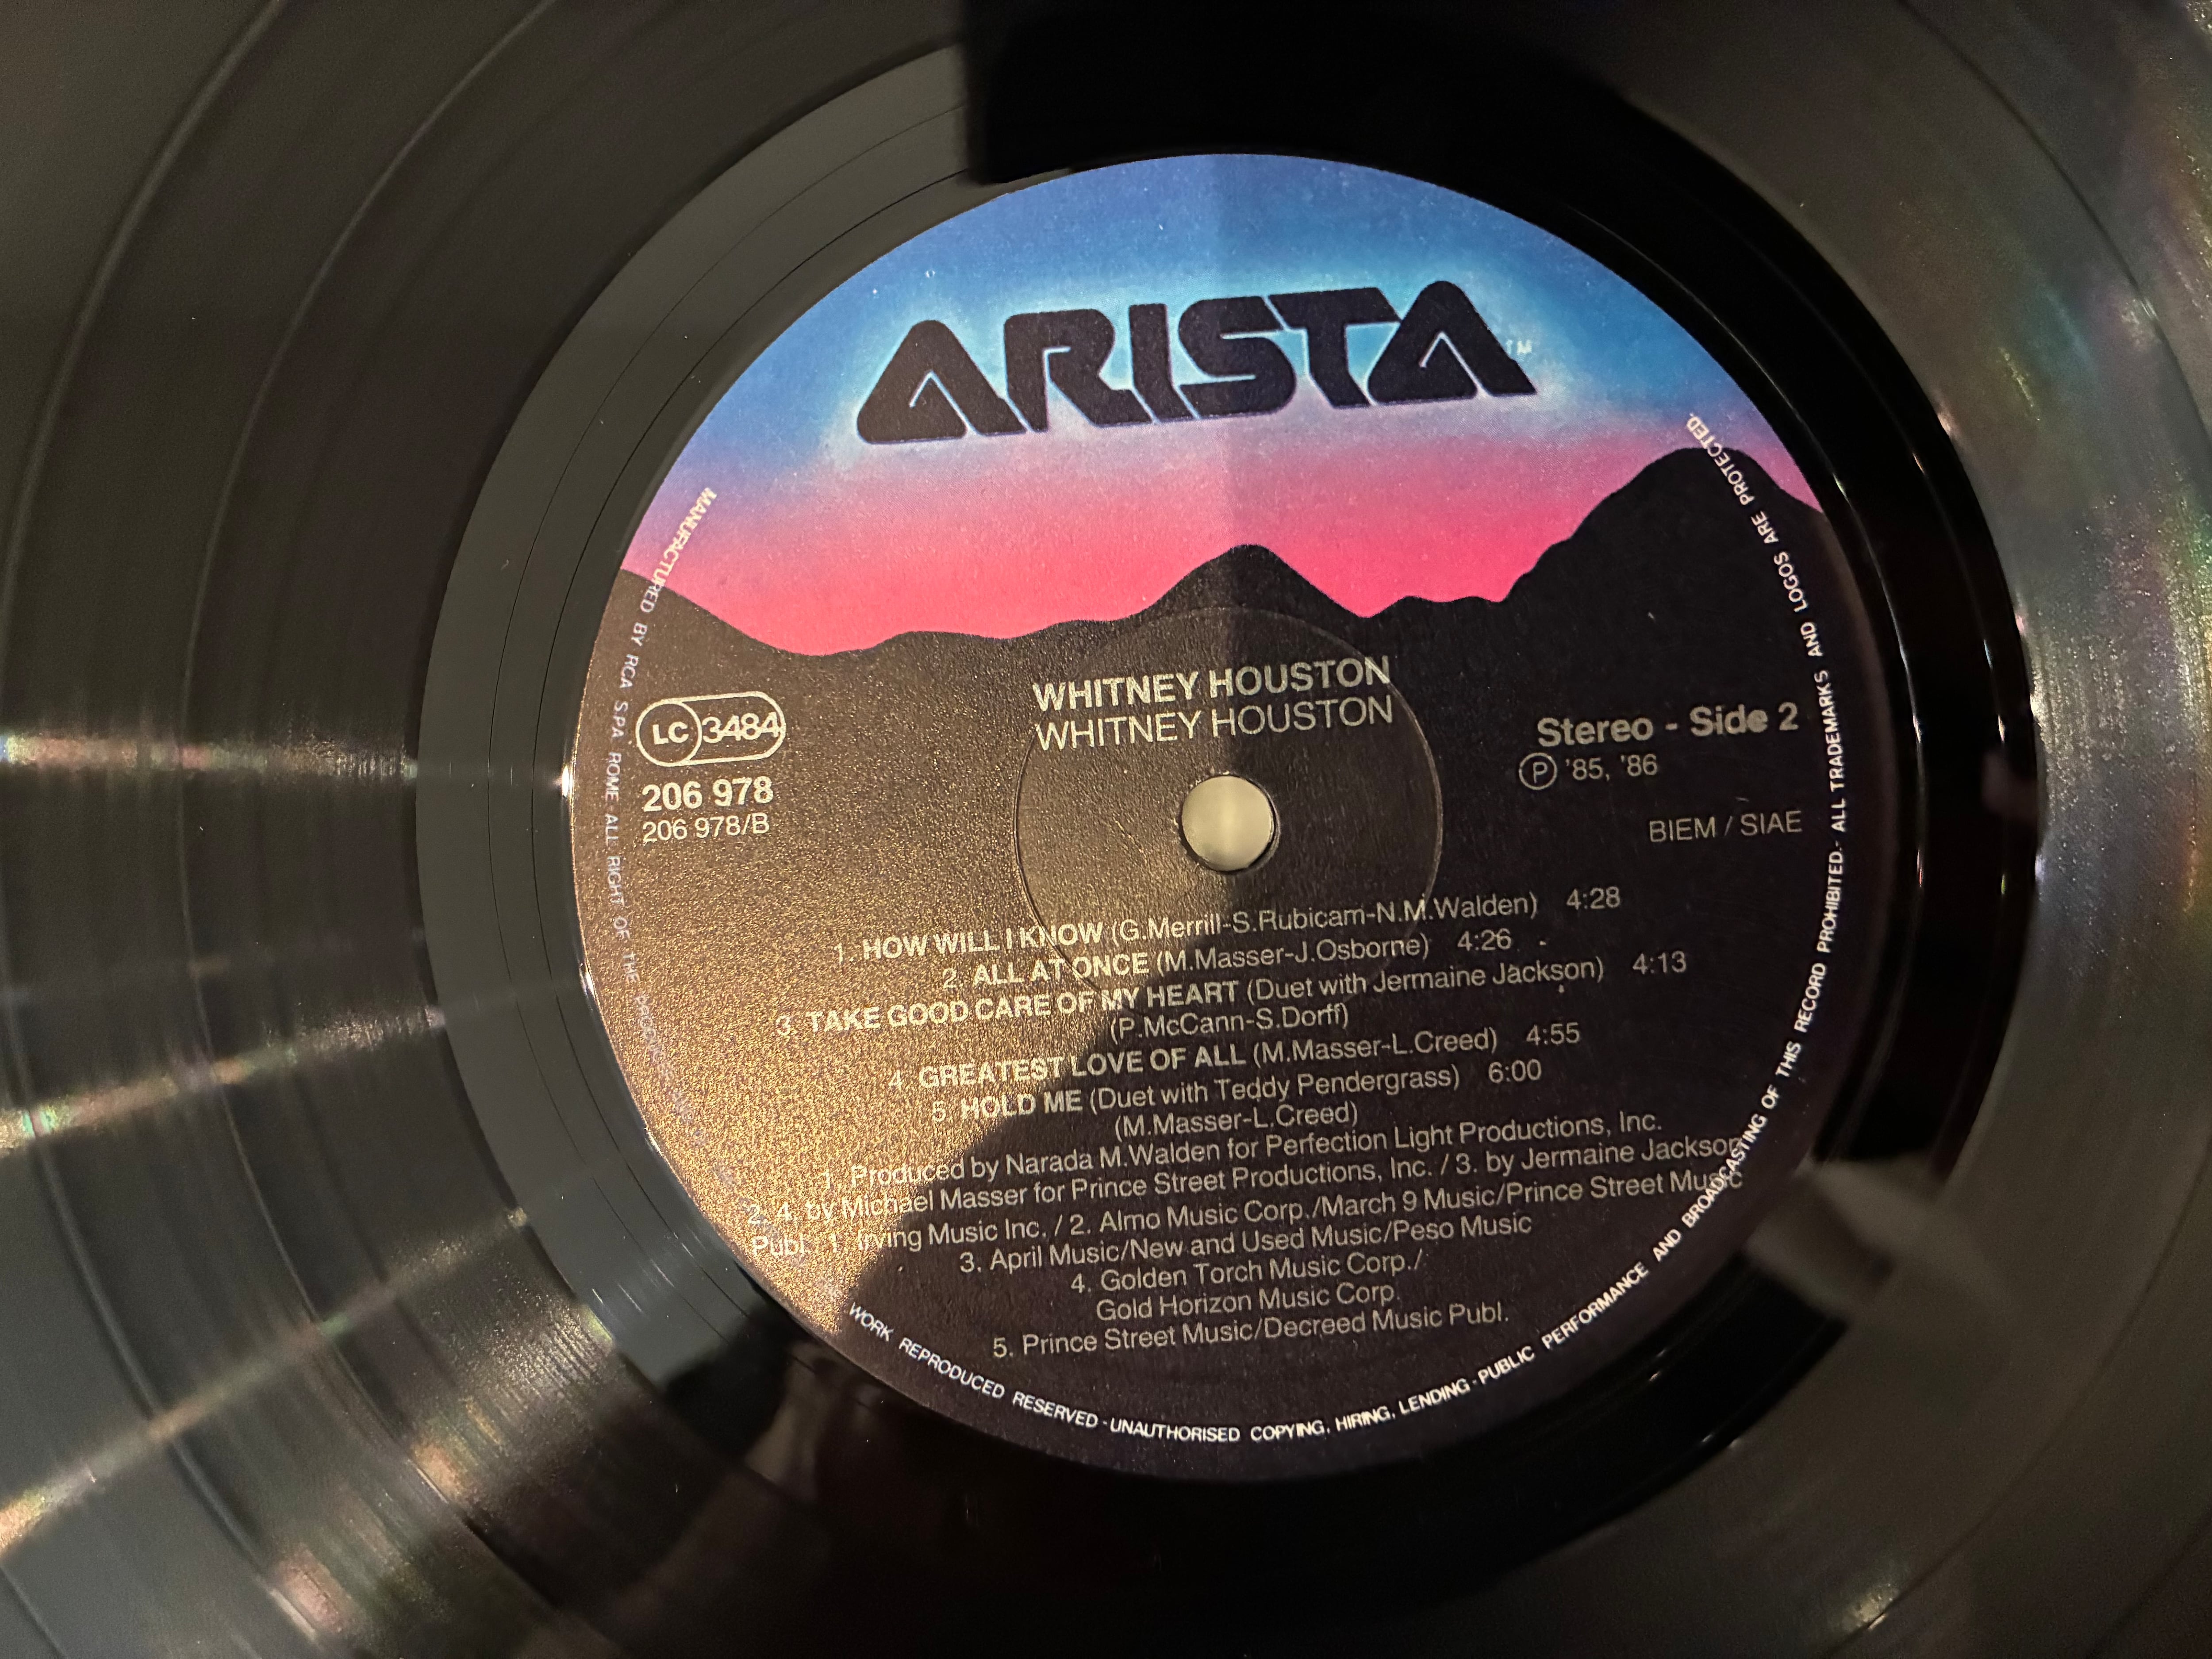 ARISTA TM
WHITNEY HOUSTON
WHITNEY HOUSTON
LC 3484
206 978
206 978/B
Stereo - Side 2
Ⓟ '85, '86
BIEM / SIAE
1. HOW WILL I KNOW (G.Merrill-S.Rubicam-N.M.Walden) 4:28
2. ALL AT ONCE (M.Masser-J.Osborne) 4:26
3. TAKE GOOD CARE OF MY HEART (Duet with Jermaine Jackson) 4:13
(P.McCann-S.Dorff)
4. GREATEST LOVE OF ALL (M.Masser-L.Creed) 4:55
5. HOLD ME (Duet with Teddy Pendergrass) 6:00
(M.Masser-L.Creed)
1. Produced by Narada M.Walden for Perfection Light Productions, Inc.
2. 4. by Michael Masser for Prince Street Productions, Inc. / 3. by Jermaine Jackson
Publ. 1. Irving Music Inc. / 2. Almo Music Corp./March 9 Music/Prince Street Music
3. April Music/New and Used Music/Peso Music
4. Golden Torch Music Corp./
Gold Horizon Music Corp.
5. Prince Street Music/Decreed Music Publ.
MANUFACTURED BY RCA S.P.A. ROME ALL RIGHT OF THE WORK REPRODUCED RESERVED - UNAUTHORISED COPYING, HIRING, LENDING - PUBLIC PERFORMANCE AND BROADCASTING OF THIS RECORD PROHIBITED.- ALL TRADEMARKS AND LOGOS ARE PROTECTED.